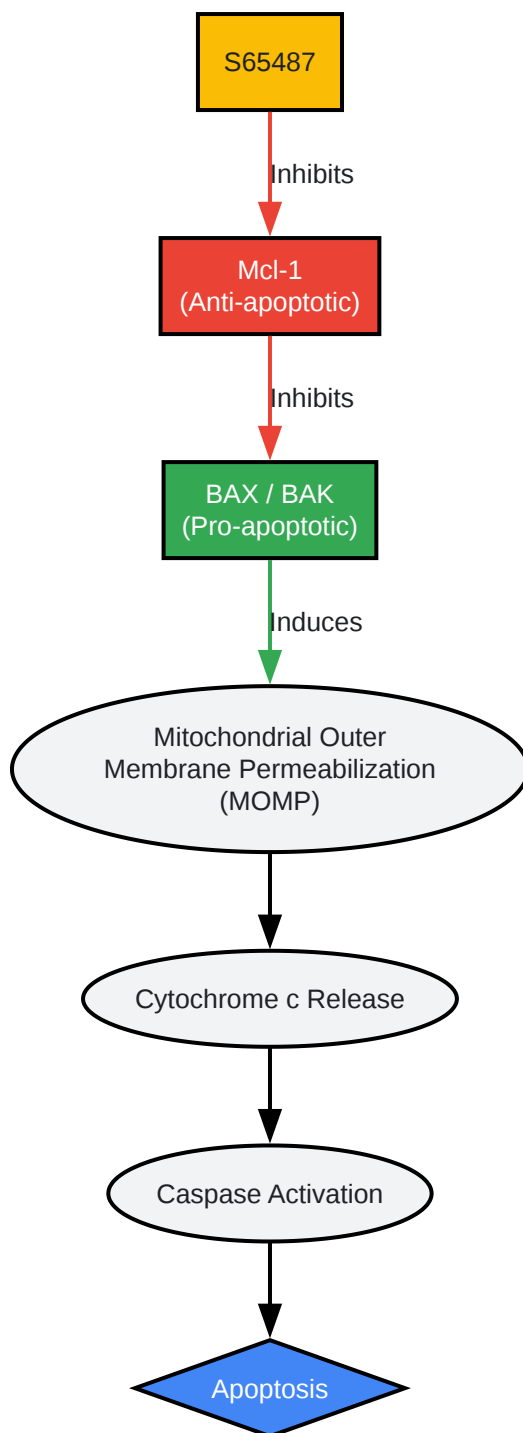 S65487
Inhibits
Mcl-1
(Anti-apoptotic)
Inhibits
BAX / BAK
(Pro-apoptotic)
Induces
Mitochondrial Outer
Membrane Permeabilization
(MOMP)
Cytochrome c Release
Caspase Activation
Apoptosis